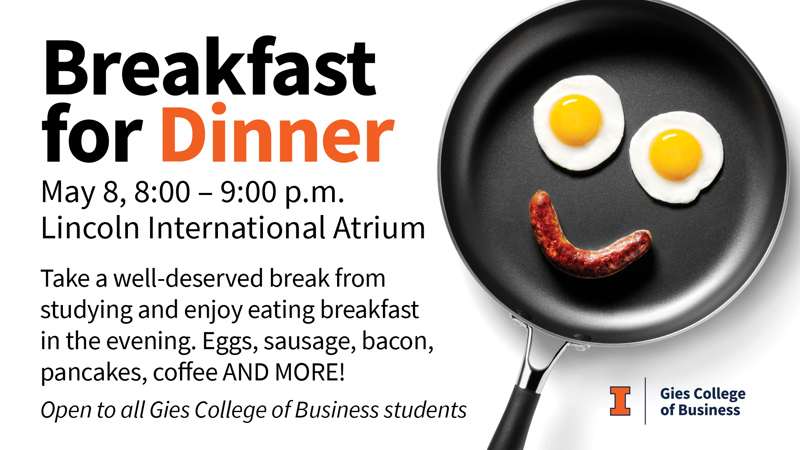 Breakfast
for Dinner
May 8, 8:00 – 9:00 p.m.
Lincoln International Atrium
Take a well-deserved break from
studying and enjoy eating breakfast
in the evening. Eggs, sausage, bacon,
pancakes, coffee AND MORE!
Open to all Gies College of Business students
I
Gies College
of Business